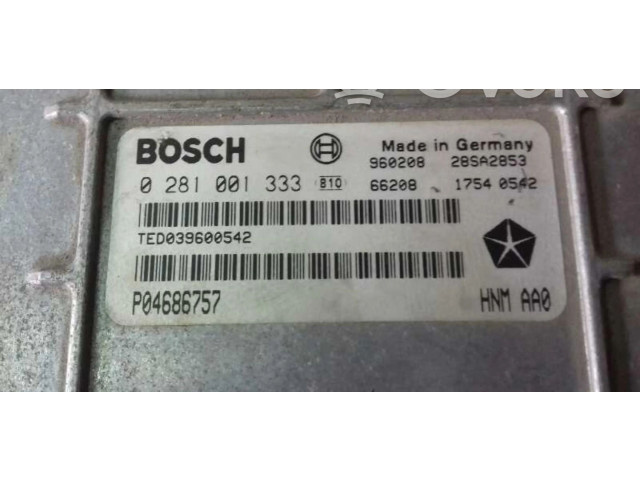 BOSCH Made in Germany
960208 28SA2853
0 281 001 333 B10 66208 1754 0542
TED039600542
P04686757 HNM AA0